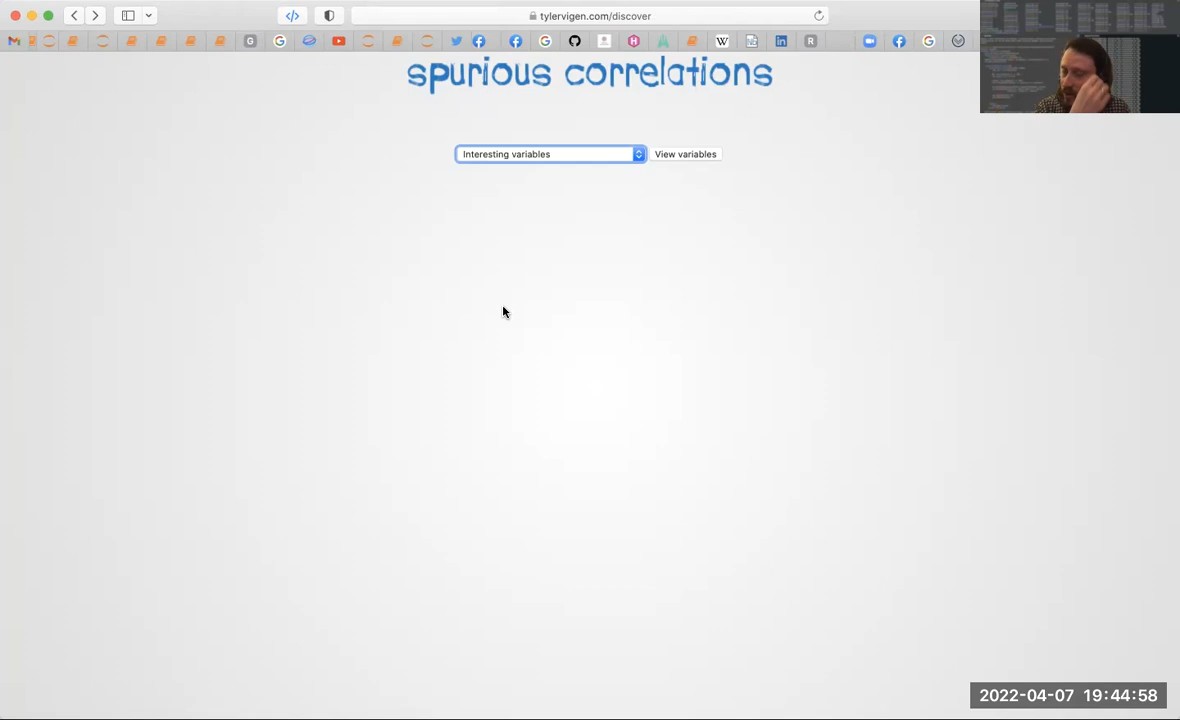 tylervigen.com/discover
G
W
H
R
spurious correlations
Interesting variables
View variables
2022-04-07 19:44:58